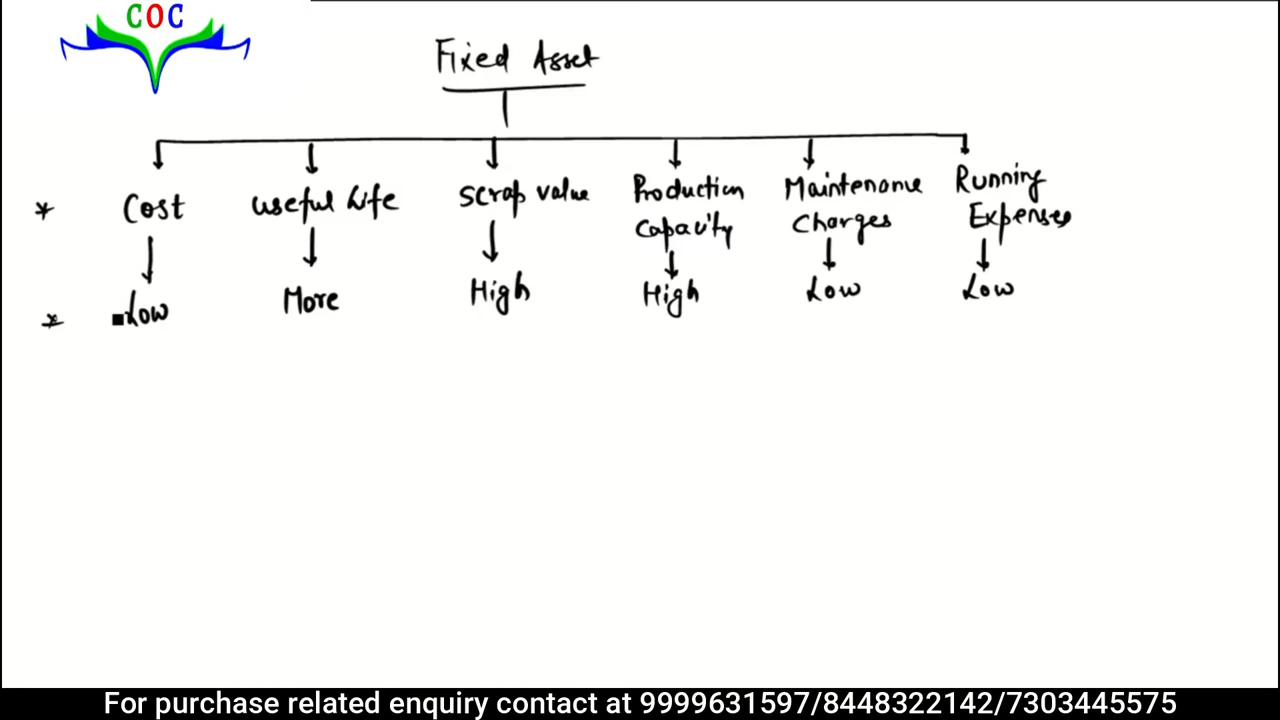 COC
Fixed Asset
* Cost Useful Life Scrap value Production Capacity Maintenance Charges Running Expenses
* Low More High High Low Low
For purchase related enquiry contact at 9999631597/8448322142/7303445575